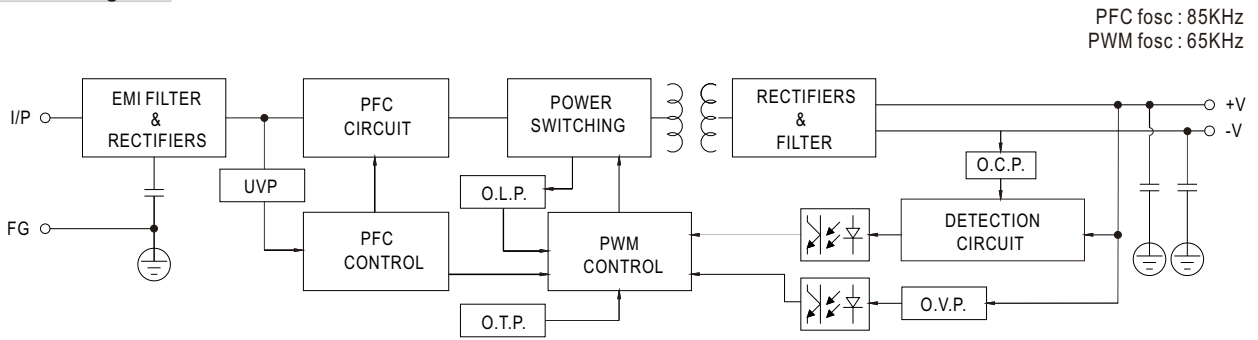 PFC fosc : 85KHz
PWM fosc : 65KHz
I/P
EMI FILTER
&
RECTIFIERS
PFC
CIRCUIT
POWER
SWITCHING
RECTIFIERS
&
FILTER
+V
-V
UVP
O.L.P.
O.C.P.
FG
PFC
CONTROL
PWM
CONTROL
DETECTION
CIRCUIT
O.T.P.
O.V.P.